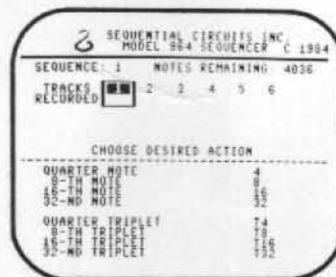 SEQUENTIAL CIRCUITS INC.
MODEL 964 SEQUENCER C 1984
SEQUENCE: 1 NOTES REMAINING 4036
TRACKS 1 2 3 4 5 6
RECORDED
CHOOSE DESIRED ACTION
QUARTER NOTE 4
8-TH NOTE 8
16-TH NOTE 16
32-ND NOTE 32
QUARTER TRIPLET T4
8-TH TRIPLET T8
16-TH TRIPLET T16
32-ND TRIPLET T32